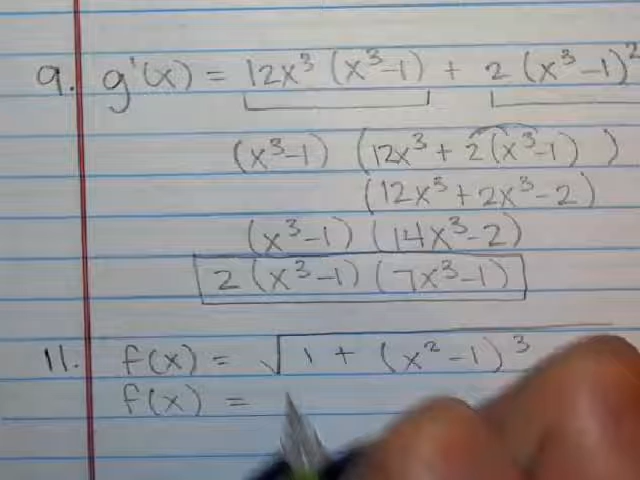 9. g'(x) = 12x³ (x³-1) + 2 (x³-1)²
(x³-1) (12x³ + 2(x³-1))
(12x³ + 2x³ - 2)
(x³-1) (14x³-2)
2 (x³-1) (7x³-1)
11. f(x) = √1 + (x² - 1)³
f(x) =